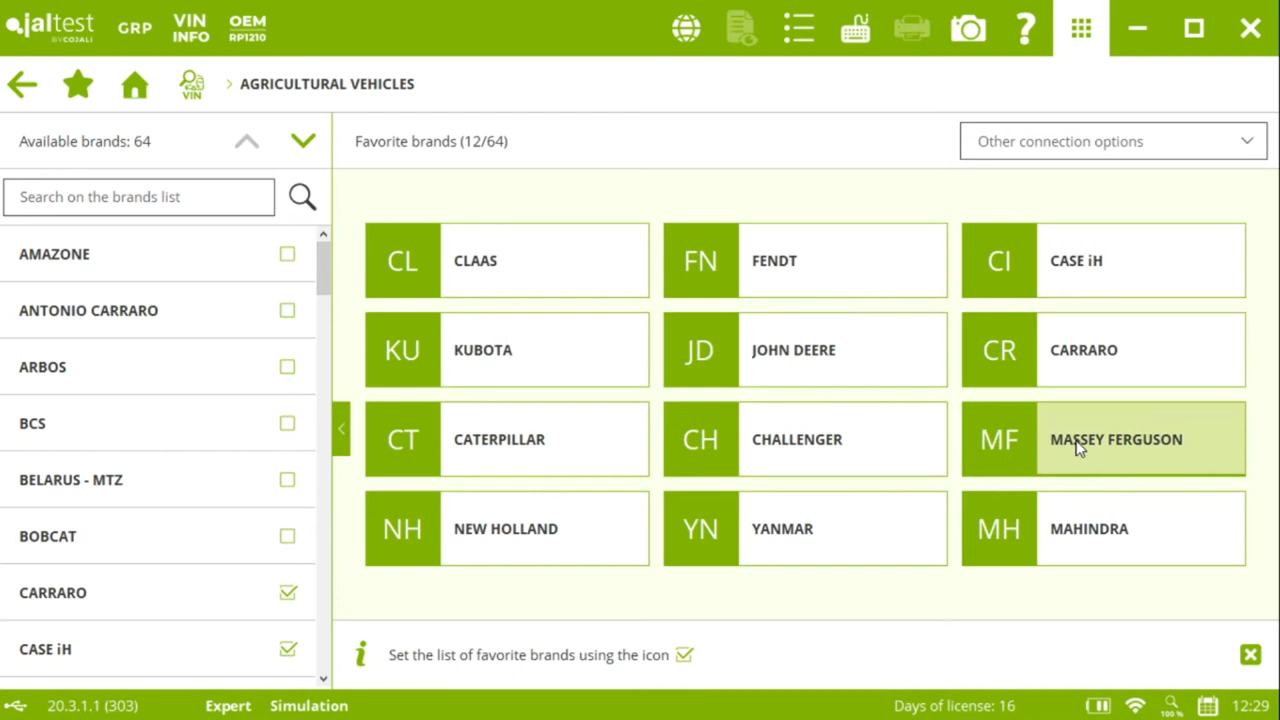 jaltest
BY COJALI
GRP
VIN
INFO
OEM
RP1210
VIN
> AGRICULTURAL VEHICLES
Available brands: 64
Favorite brands (12/64)
Other connection options
Search on the brands list
AMAZONE
ANTONIO CARRARO
ARBOS
BCS
BELARUS - MTZ
BOBCAT
CARRARO
CASE iH
CL CLAAS
FN FENDT
CI CASE iH
KU KUBOTA
JD JOHN DEERE
CR CARRARO
CT CATERPILLAR
CH CHALLENGER
MF MASSEY FERGUSON
NH NEW HOLLAND
YN YANMAR
MH MAHINDRA
Set the list of favorite brands using the icon
20.3.1.1 (303)
Expert
Simulation
Days of license: 16
100 %
12:29